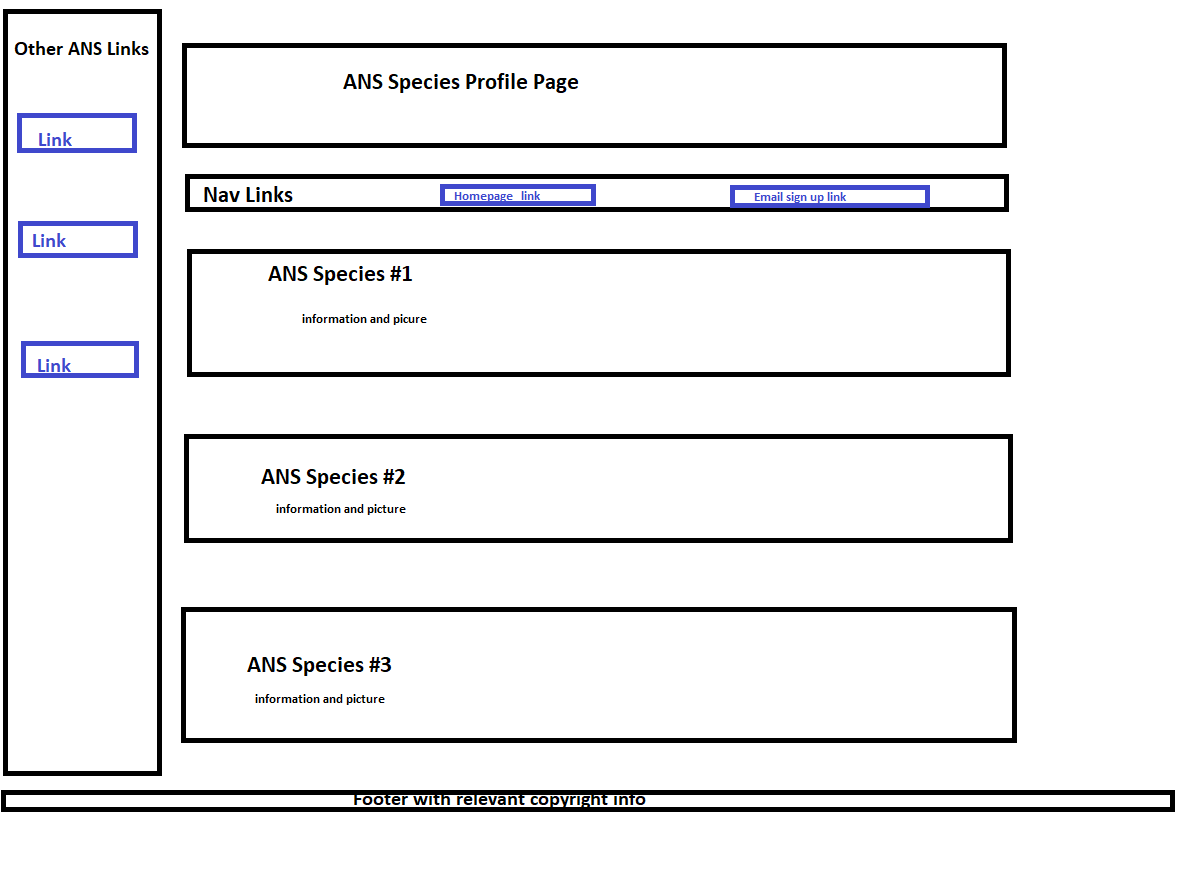 Other ANS Links
Link
Link
Link
ANS Species Profile Page
Nav Links
Homepage link
Email sign up link
ANS Species #1
information and picure
ANS Species #2
information and picture
ANS Species #3
information and picture
Footer with relevant copyright info